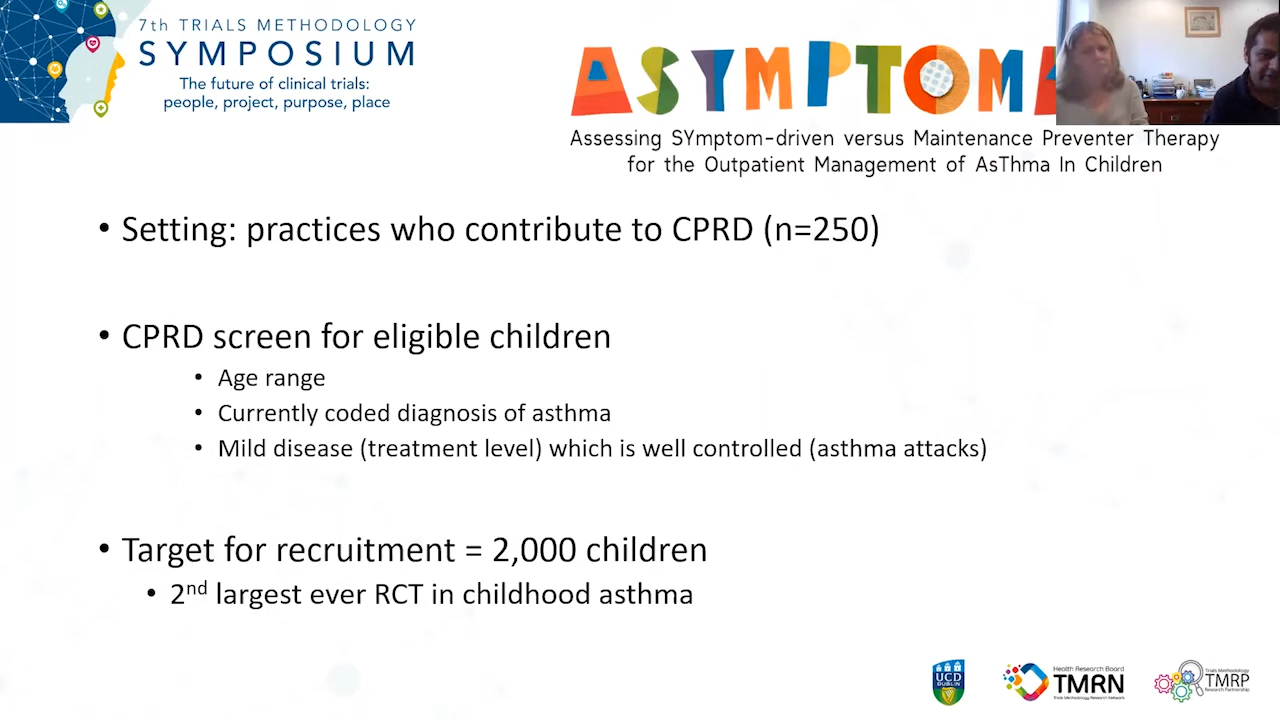 7th TRIALS METHODOLOGY
SYMPOSIUM
The future of clinical trials:
people, project, purpose, place
ASYMPTOM
Assessing SYmptom-driven versus Maintenance Preventer Therapy
for the Outpatient Management of AsThma In Children
• Setting: practices who contribute to CPRD (n=250)
• CPRD screen for eligible children
• Age range
• Currently coded diagnosis of asthma
• Mild disease (treatment level) which is well controlled (asthma attacks)
• Target for recruitment = 2,000 children
• 2nd largest ever RCT in childhood asthma
UCD
DUBLIN
Health Research Board
TMRN
Trials Methodology Research Network
Trials Methodology
TMRP
Research Partnership